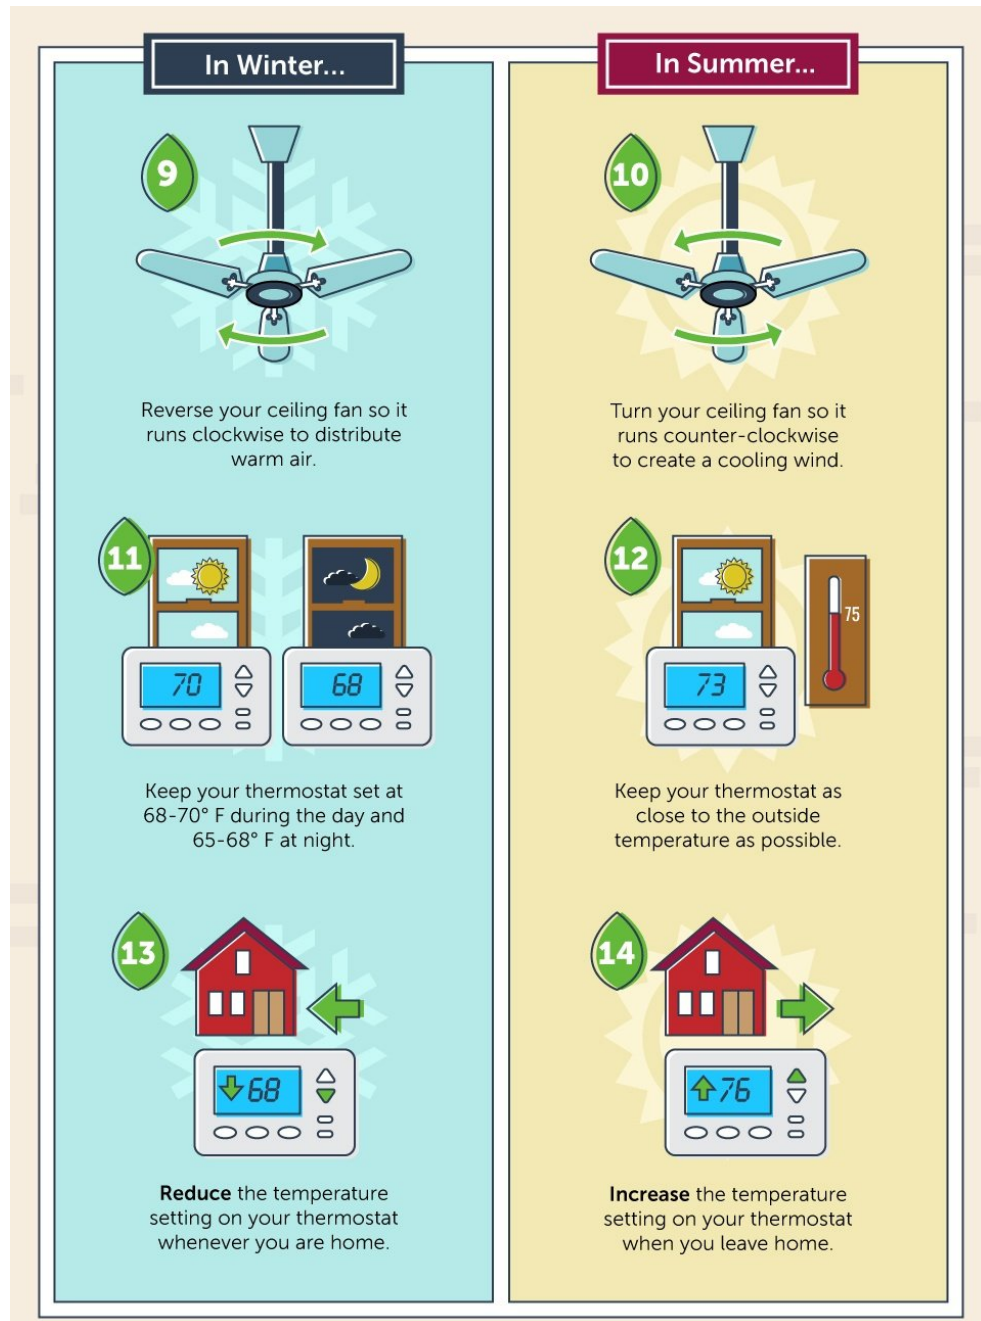 In Winter...
9
Reverse your ceiling fan so it
runs clockwise to distribute
warm air.
11
70
68
Keep your thermostat set at
68-70° F during the day and
65-68° F at night.
13
68
Reduce the temperature
setting on your thermostat
whenever you are home.
In Summer...
10
Turn your ceiling fan so it
runs counter-clockwise
to create a cooling wind.
12
75
73
Keep your thermostat as
close to the outside
temperature as possible.
14
76
Increase the temperature
setting on your thermostat
when you leave home.